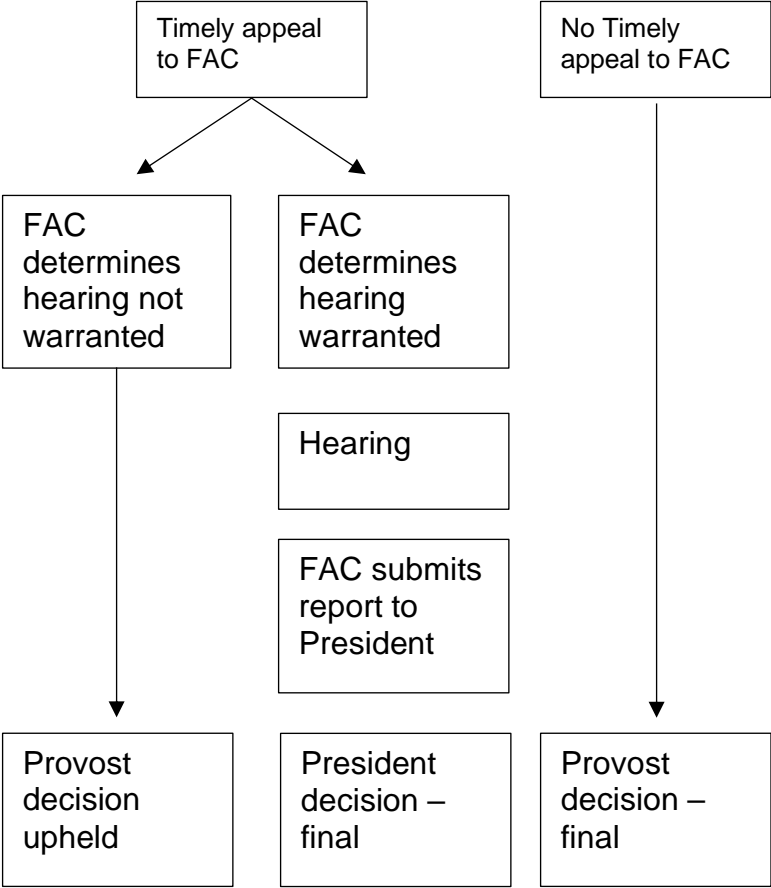 Timely appeal
to FAC
No Timely
appeal to FAC
FAC
determines
hearing not
warranted
FAC
determines
hearing
warranted
Hearing
FAC submits
report to
President
Provost
decision
upheld
President
decision –
final
Provost
decision –
final